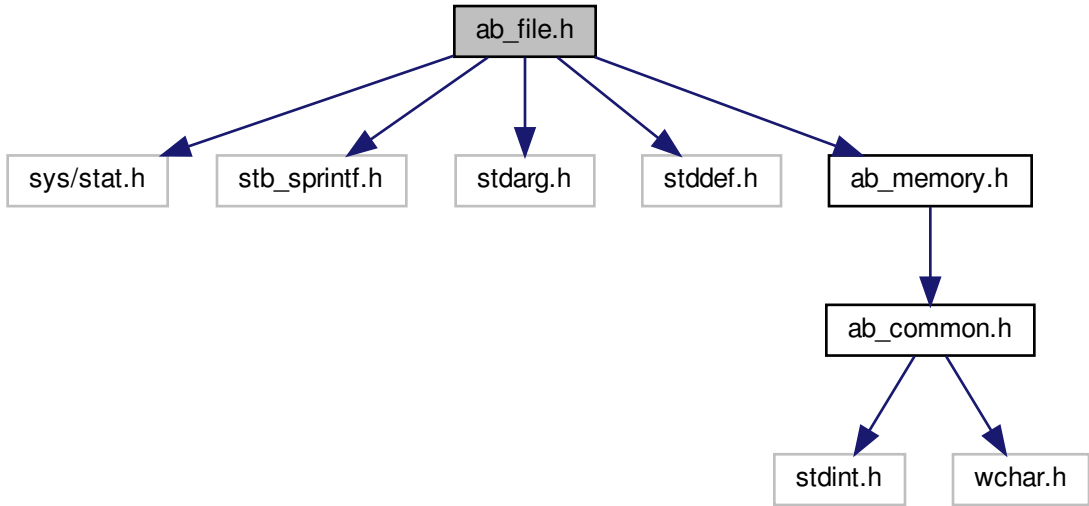 ab_file.h
sys/stat.h
stb_sprintf.h
stdarg.h
stddef.h
ab_memory.h
ab_common.h
stdint.h
wchar.h